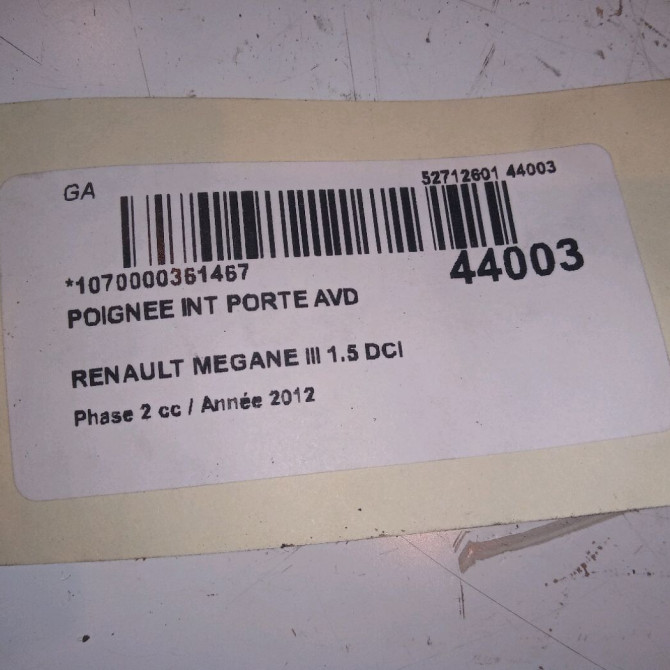 GA
52712601 44003
*1070000361467
44003
POIGNEE INT PORTE AVD
RENAULT MEGANE III 1.5 DCI
Phase 2 cc / Année 2012